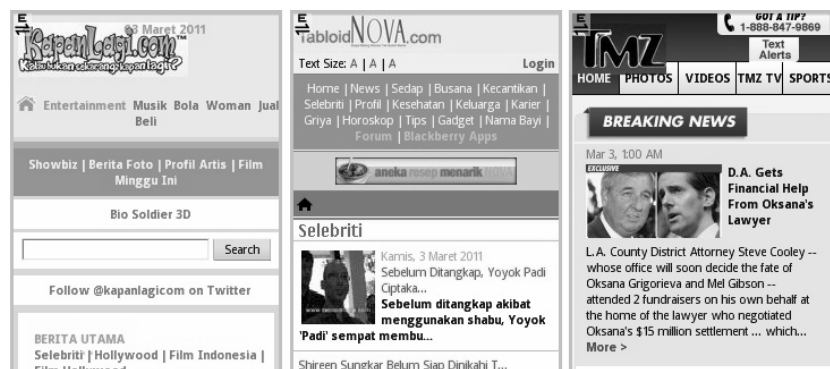 03 Maret 2011
KapanLagi.com™
Kalau bukan sekarang, kapan lagi?
Entertainment Musik Bola Woman Jual
Beli
Showbiz | Berita Foto | Profil Artis | Film
Minggu Ini
Bio Soldier 3D
Search
Follow @kapanlagicom on Twitter
BERITA UTAMA
Selebriti | Hollywood | Film Indonesia |
Film Hollywood
tabloidNOVA.com
Text Size: A | A | A Login
Home | News | Sedap | Busana | Kecantikan |
Selebriti | Profil | Kesehatan | Keluarga | Karier |
Griya | Horoskop | Tips | Gadget | Nama Bayi |
Forum | Blackberry Apps
aneka resep menarik NOVA
Selebriti
Kamis, 3 Maret 2011
Sebelum Ditangkap, Yoyok Padi
Ciptaka...
Sebelum ditangkap akibat
menggunakan shabu, Yoyok
'Padi' sempat membu...
Shireen Sungkar Belum Siap Dinikahi T...
TMZ
GOT A TIP?
1-888-847-9869
Text
Alerts
HOME PHOTOS VIDEOS TMZ TV SPORTS
BREAKING NEWS
Mar 3, 1:00 AM
EXCLUSIVE
D.A. Gets
Financial Help
From Oksana's
Lawyer
L.A. County District Attorney Steve Cooley --
whose office will soon decide the fate of
Oksana Grigorieva and Mel Gibson --
attended 2 fundraisers on his own behalf at
the home of the lawyer who negotiated
Oksana's $15 million settlement ... which...
More >